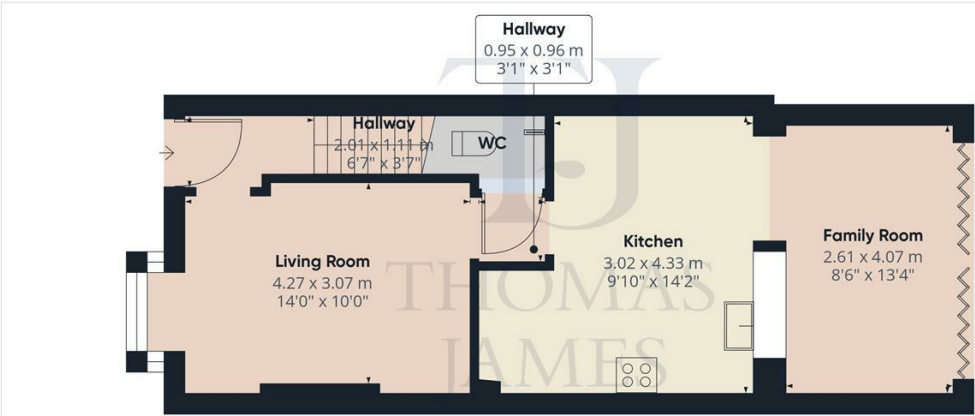 Hallway
0.95 x 0.96 m
3'1" x 3'1"
Hallway
2.01 x 1.11 m
6'7" x 3'7"
WC
Living Room
4.27 x 3.07 m
14'0" x 10'0"
Kitchen
3.02 x 4.33 m
9'10" x 14'2"
Family Room
2.61 x 4.07 m
8'6" x 13'4"
TJ
THOMAS
JAMES